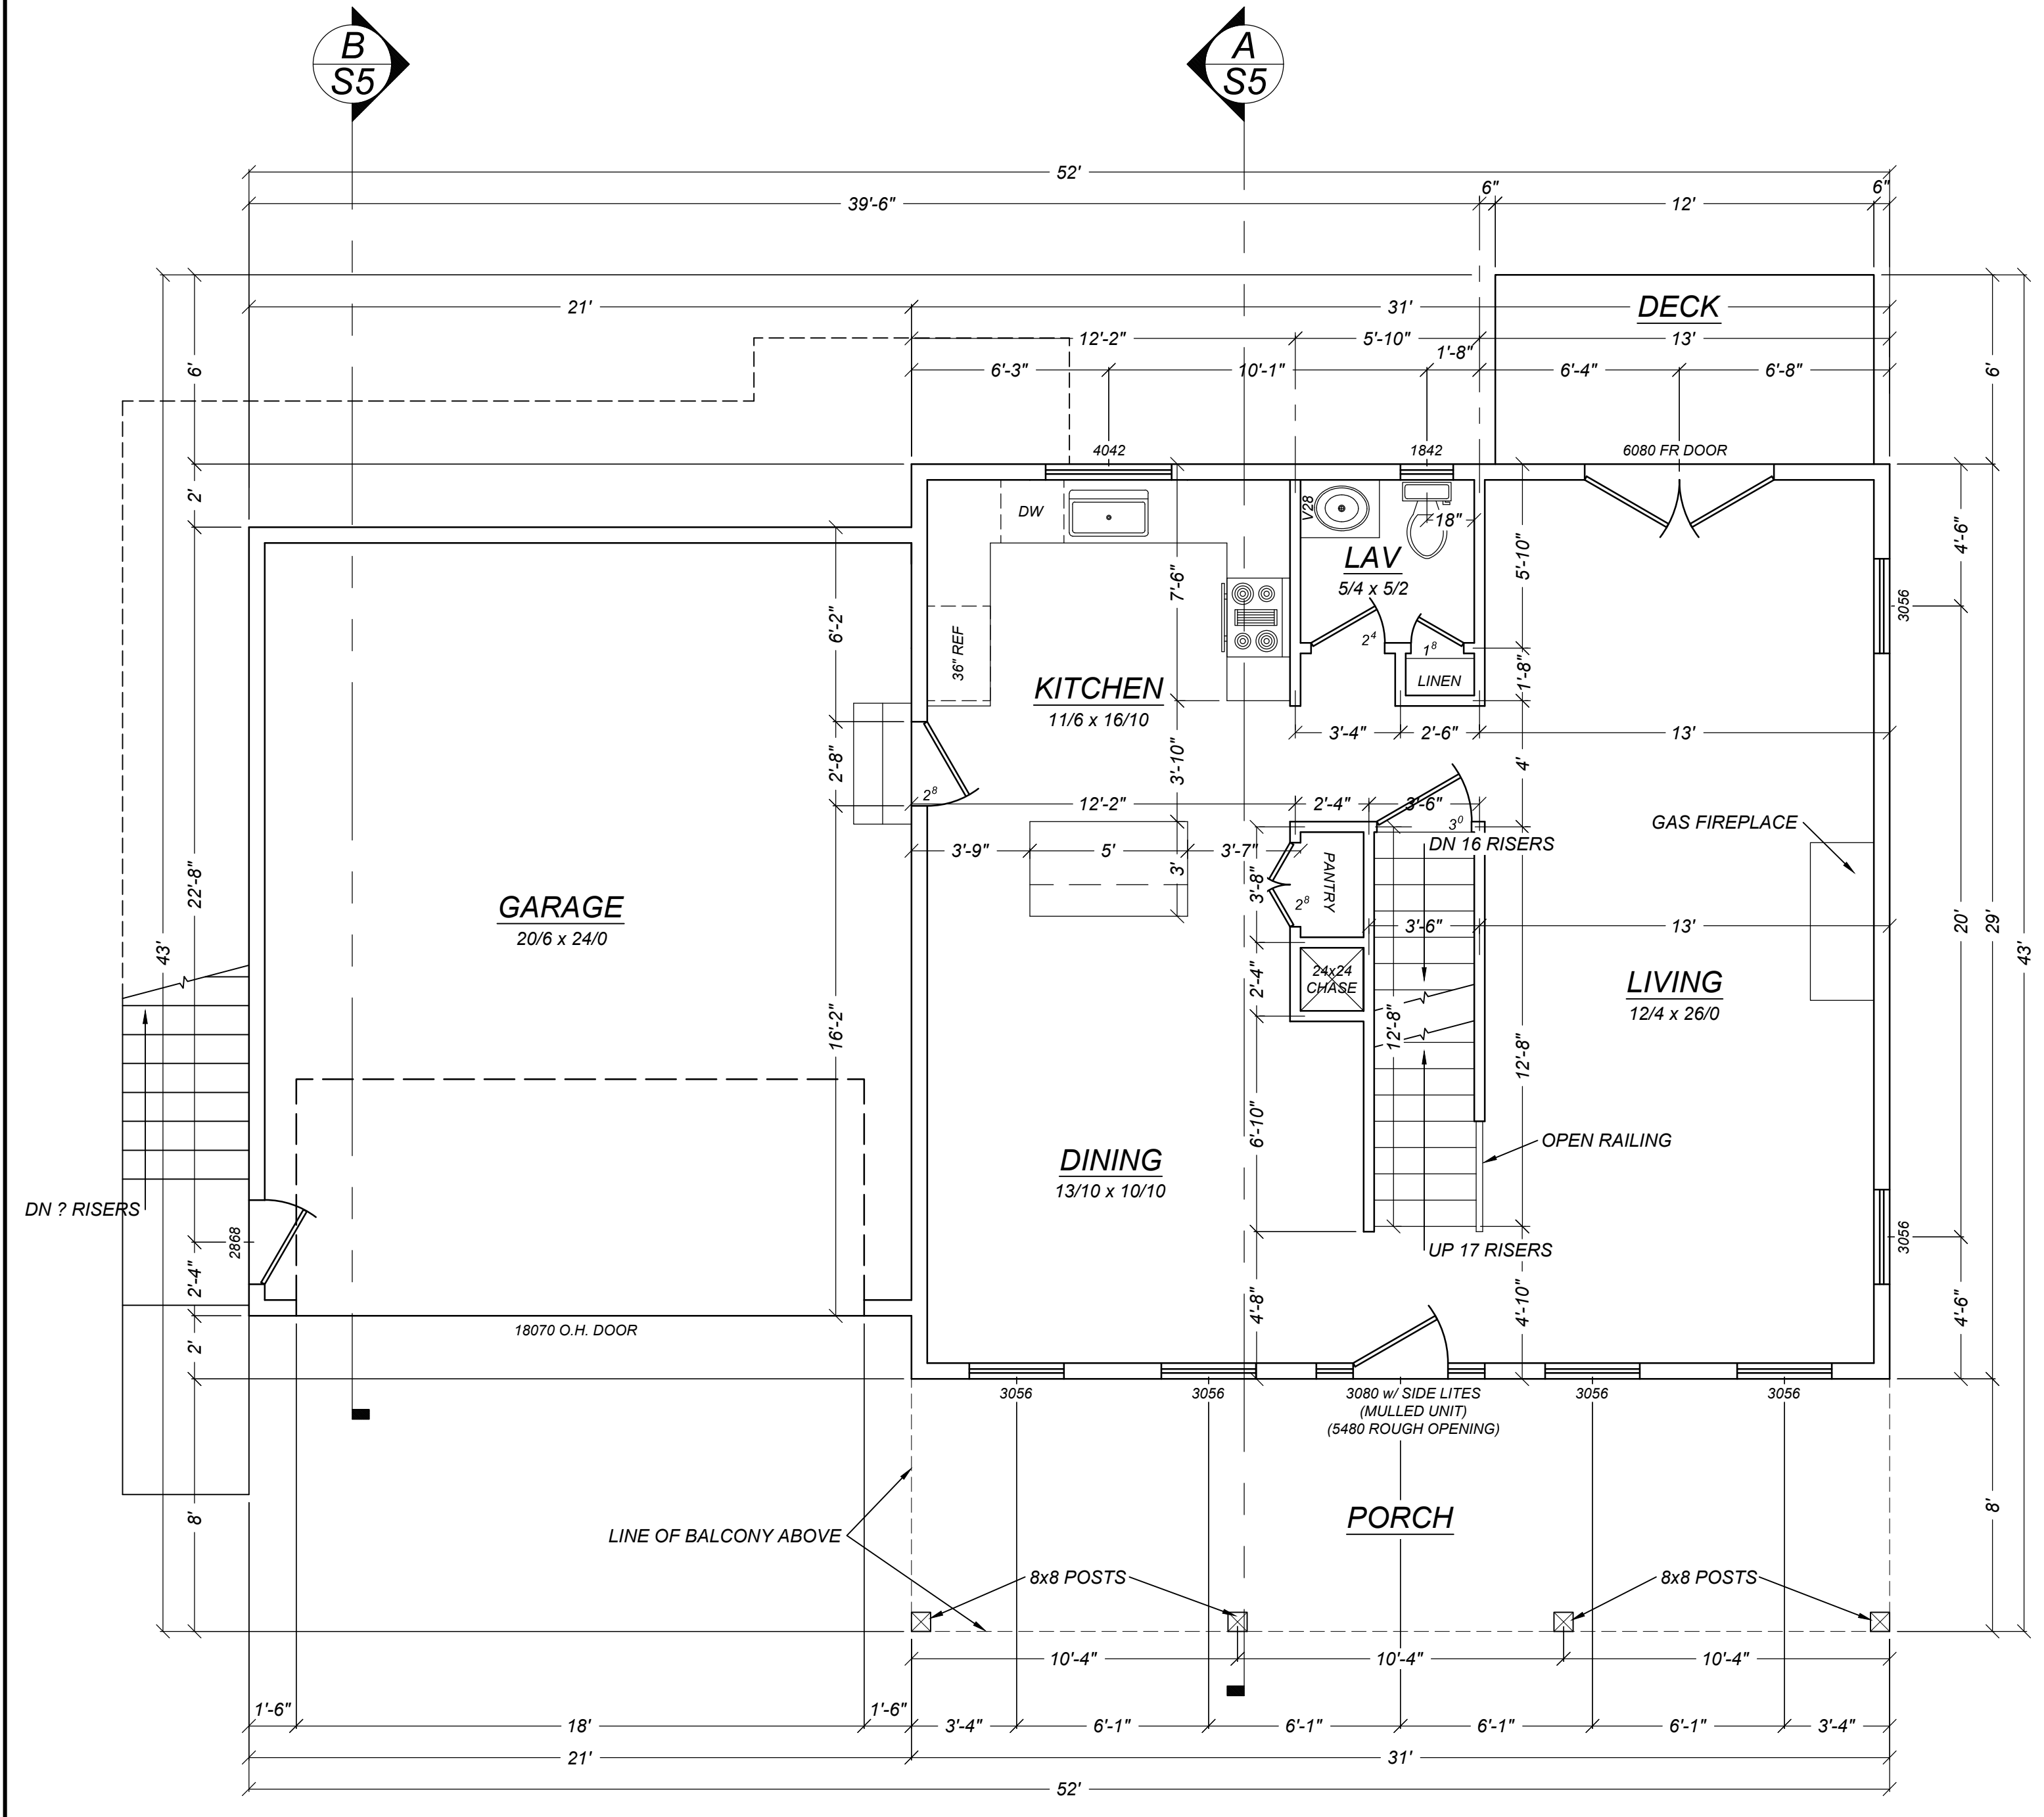 B
S5
A
S5
52'
39'-6"
6"
12'
6"
21'
31'
DECK
12'-2"
5'-10"
13'
6'-3"
10'-1"
1'-8"
6'-4"
6'-8"
6'
6'
4042
1842
6080 FR DOOR
2'
DW
V28
18"
LAV
5/4 x 5/2
5'-10"
4'-6"
7'-6"
3056
6'-2"
36" REF
2⁴
1⁸
LINEN
1'-8"
KITCHEN
11/6 x 16/10
3'-4"
2'-6"
13'
2'-8"
3'-10"
4'
2⁸
12'-2"
2'-4"
3'-6"
3⁰
DN 16 RISERS
GAS FIREPLACE
3'-9"
5'
3'-7"
3'
3'-8"
PANTRY
2⁸
22'-8"
GARAGE
20/6 x 24/0
3'-6"
13'
20'
29'
43'
43'
24x24
CHASE
2'-4"
LIVING
12/4 x 26/0
16'-2"
12'-8"
12'-8"
6'-10"
OPEN RAILING
DINING
13/10 x 10/10
DN ? RISERS
2868
UP 17 RISERS
3056
2'-4"
4'-8"
4'-10"
4'-6"
2'
18070 O.H. DOOR
3056
3056
3080 w/ SIDE LITES
(MULLED UNIT)
(5480 ROUGH OPENING)
3056
3056
8'
8'
LINE OF BALCONY ABOVE
PORCH
8x8 POSTS
8x8 POSTS
10'-4"
10'-4"
10'-4"
1'-6"
18'
1'-6"
3'-4"
6'-1"
6'-1"
6'-1"
6'-1"
3'-4"
21'
31'
52'